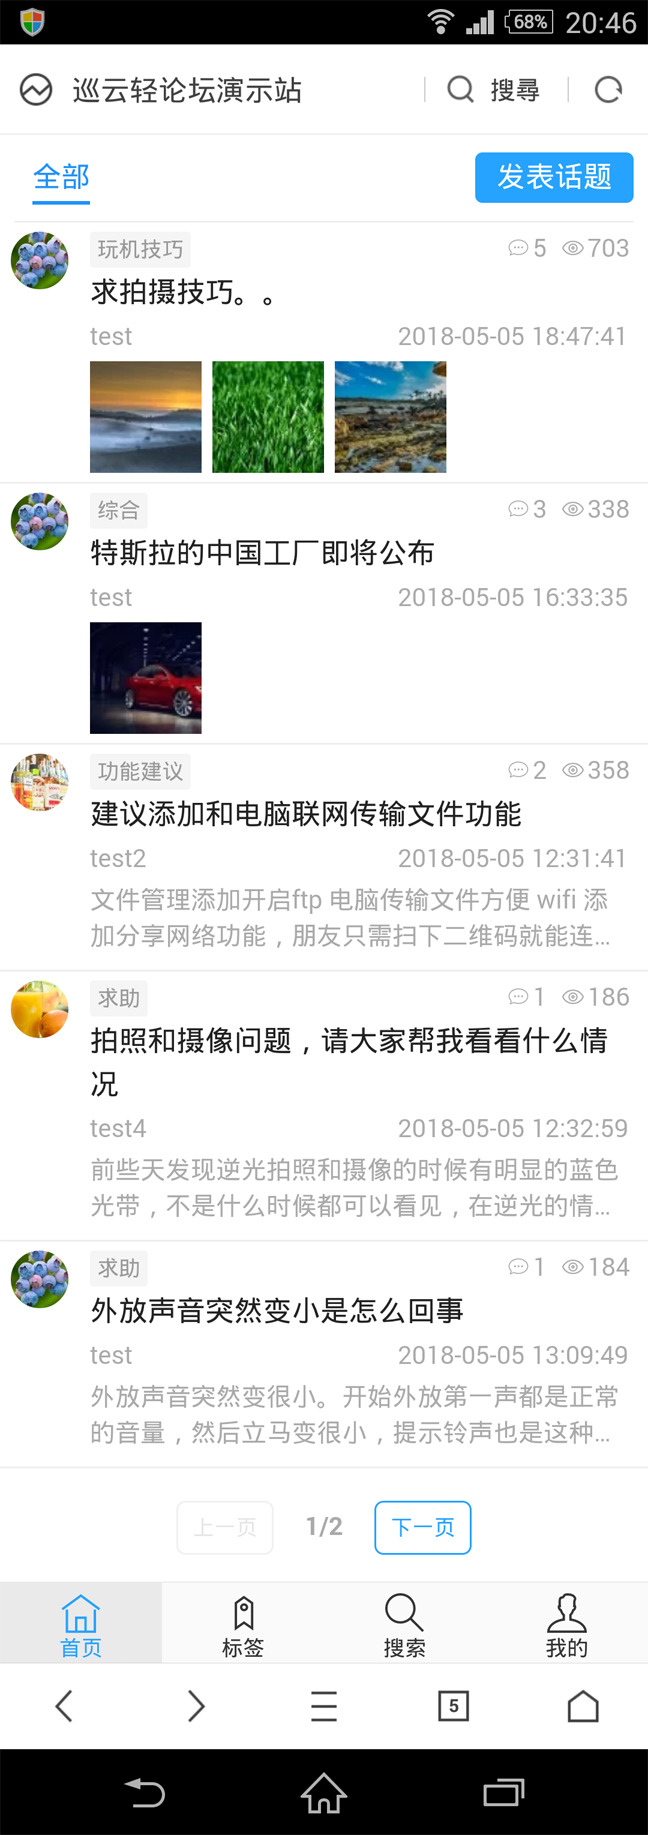 68% 20:46
巡云轻论坛演示站 搜尋
全部 发表话题
玩机技巧 5 703
求拍摄技巧。。
test 2018-05-05 18:47:41
综合 3 338
特斯拉的中国工厂即将公布
test 2018-05-05 16:33:35
功能建议 2 358
建议添加和电脑联网传输文件功能
test2 2018-05-05 12:31:41
文件管理添加开启ftp 电脑传输文件方便 wifi 添
加分享网络功能，朋友只需扫下二维码就能连...
求助 1 186
拍照和摄像问题，请大家帮我看看什么情
况
test4 2018-05-05 12:32:59
前些天发现逆光拍照和摄像的时候有明显的蓝色
光带，不是什么时候都可以看见，在逆光的情...
求助 1 184
外放声音突然变小是怎么回事
test 2018-05-05 13:09:49
外放声音突然变很小。开始外放第一声都是正常
的音量，然后立马变很小，提示铃声也是这种...
上一页 1/2 下一页
首页 标签 搜索 我的
5